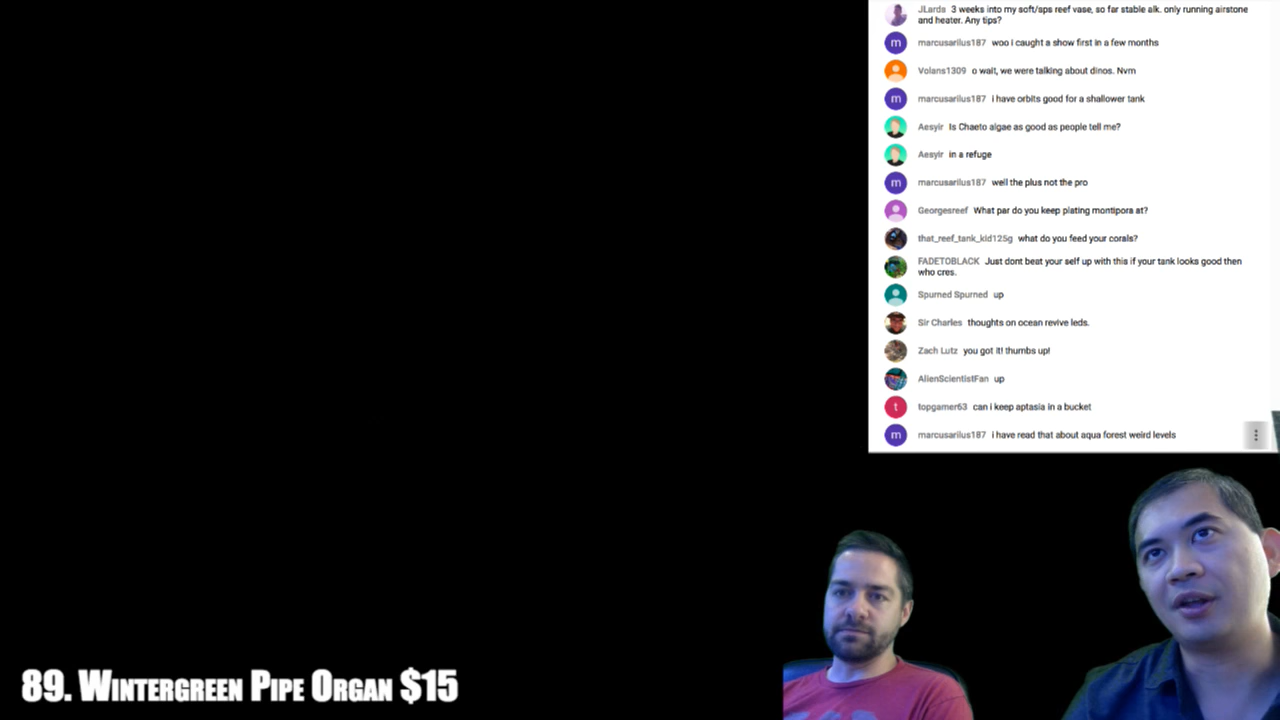 JLards 3 weeks into my soft/sps reef vase, so far stable alk. only running airstone
and heater. Any tips?
m marcusarilus187 woo i caught a show first in a few months
Volans1309 o wait, we were talking about dinos. Nvm
m marcusarilus187 i have orbits good for a shallower tank
Aesyir Is Chaeto algae as good as people tell me?
Aesyir in a refuge
m marcusarilus187 well the plus not the pro
Georgesreef What par do you keep plating montipora at?
that_reef_tank_kid125g what do you feed your corals?
FADETOBLACK Just dont beat your self up with this if your tank looks good then
who cres.
Spurned Spurned up
Sir Charles thoughts on ocean revive leds.
Zach Lutz you got it! thumbs up!
AlienScientistFan up
t topgamer63 can i keep aptasia in a bucket
m marcusarilus187 i have read that about aqua forest weird levels
89. Wintergreen Pipe Organ $15